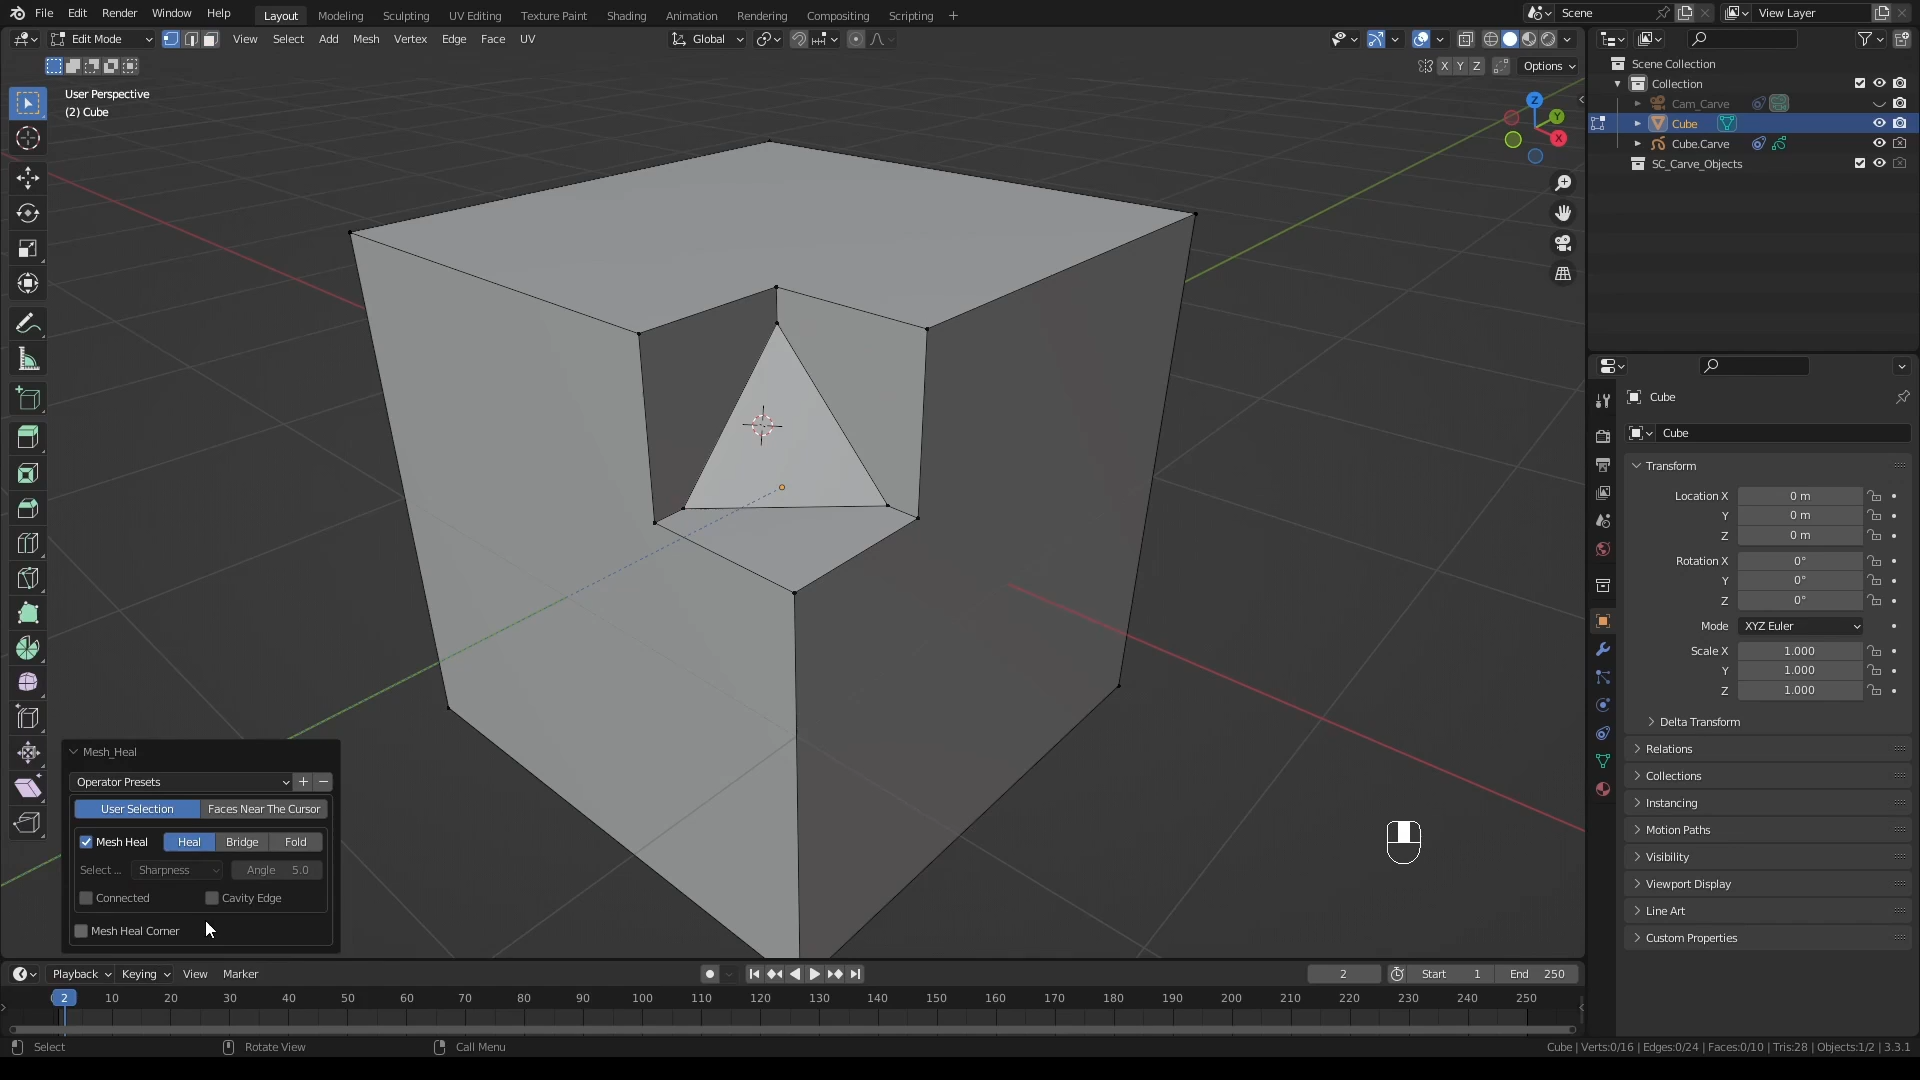 File Edit Render Window Help Layout Modeling Sculpting UV Editing Texture Paint Shading Animation Rendering Compositing Scripting + Scene View Layer
Edit Mode View Select Add Mesh Vertex Edge Face UV Global
X Y Z Options
User Perspective
(2) Cube
Z
Y
X
Scene Collection
Collection
Cam_Carve
Cube
Cube.Carve
SC_Carve_Objects
Cube
Cube
Transform
Location X 0 m
Y 0 m
Z 0 m
Rotation X 0°
Y 0°
Z 0°
Mode XYZ Euler
Scale X 1.000
Y 1.000
Z 1.000
Delta Transform
Relations
Collections
Instancing
Motion Paths
Visibility
Viewport Display
Line Art
Custom Properties
Mesh_Heal
Operator Presets + −
User Selection Faces Near The Cursor
Mesh Heal Heal Bridge Fold
Select ... Sharpness Angle 5.0
Connected Cavity Edge
Mesh Heal Corner
Playback Keying View Marker 2 Start 1 End 250
2 10 20 30 40 50 60 70 80 90 100 110 120 130 140 150 160 170 180 190 200 210 220 230 240 250
Select Rotate View Call Menu Cube | Verts:0/16 | Edges:0/24 | Faces:0/10 | Tris:28 | Objects:1/2 | 3.3.1